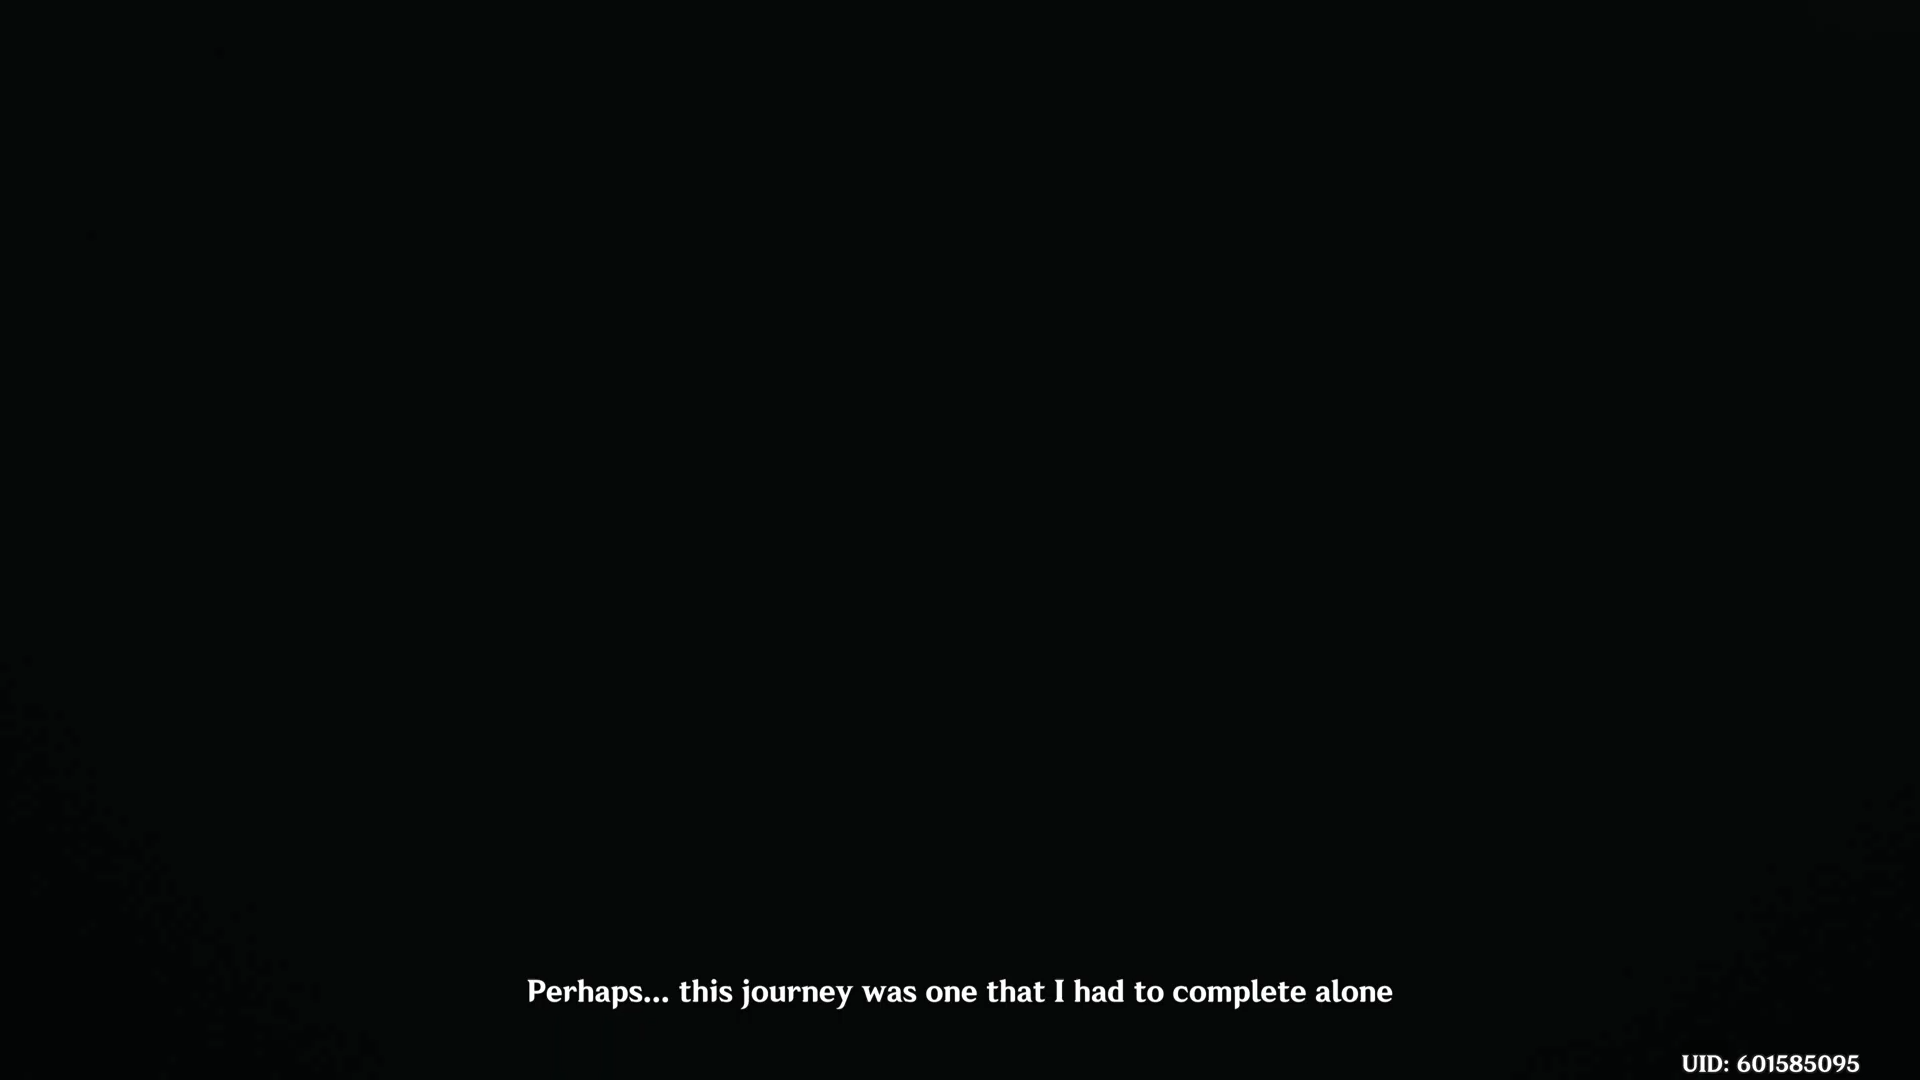 Perhaps... this journey was one that I had to complete alone
UID: 601585095